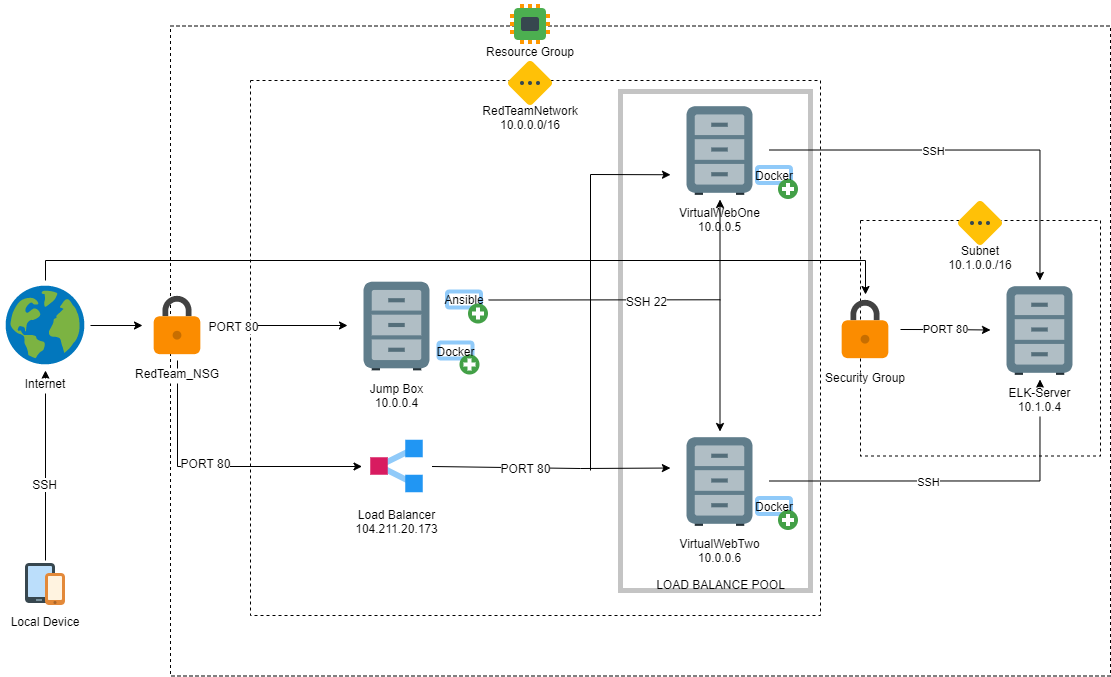 Resource Group
RedTeamNetwork
10.0.0.0/16
VirtualWebOne
10.0.0.5
Docker
SSH
Subnet
10.1.0.0./16
Internet
RedTeam_NSG
PORT 80
Jump Box
10.0.0.4
Ansible
Docker
SSH 22
Security Group
PORT 80
ELK-Server
10.1.0.4
SSH
Local Device
PORT 80
Load Balancer
104.211.20.173
PORT 80
VirtualWebTwo
10.0.0.6
Docker
SSH
LOAD BALANCE POOL